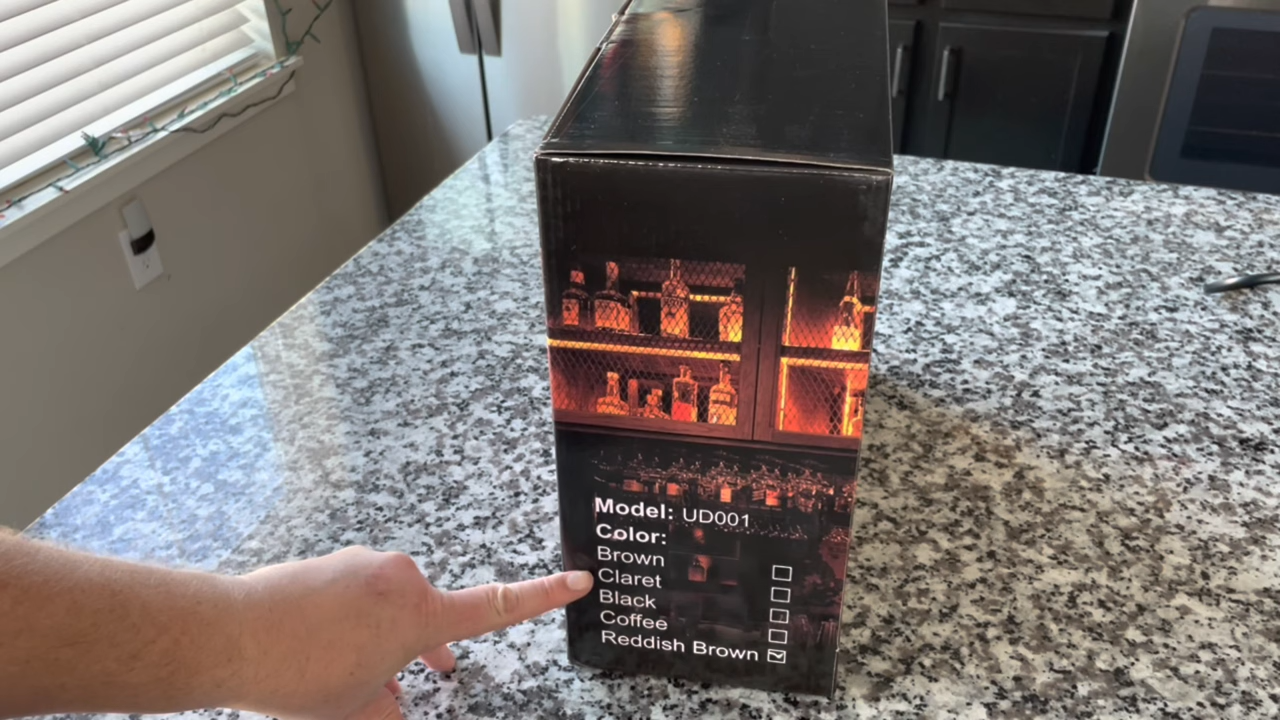 Model: UD001
Color:
Brown
Claret
Black
Coffee
Reddish Brown